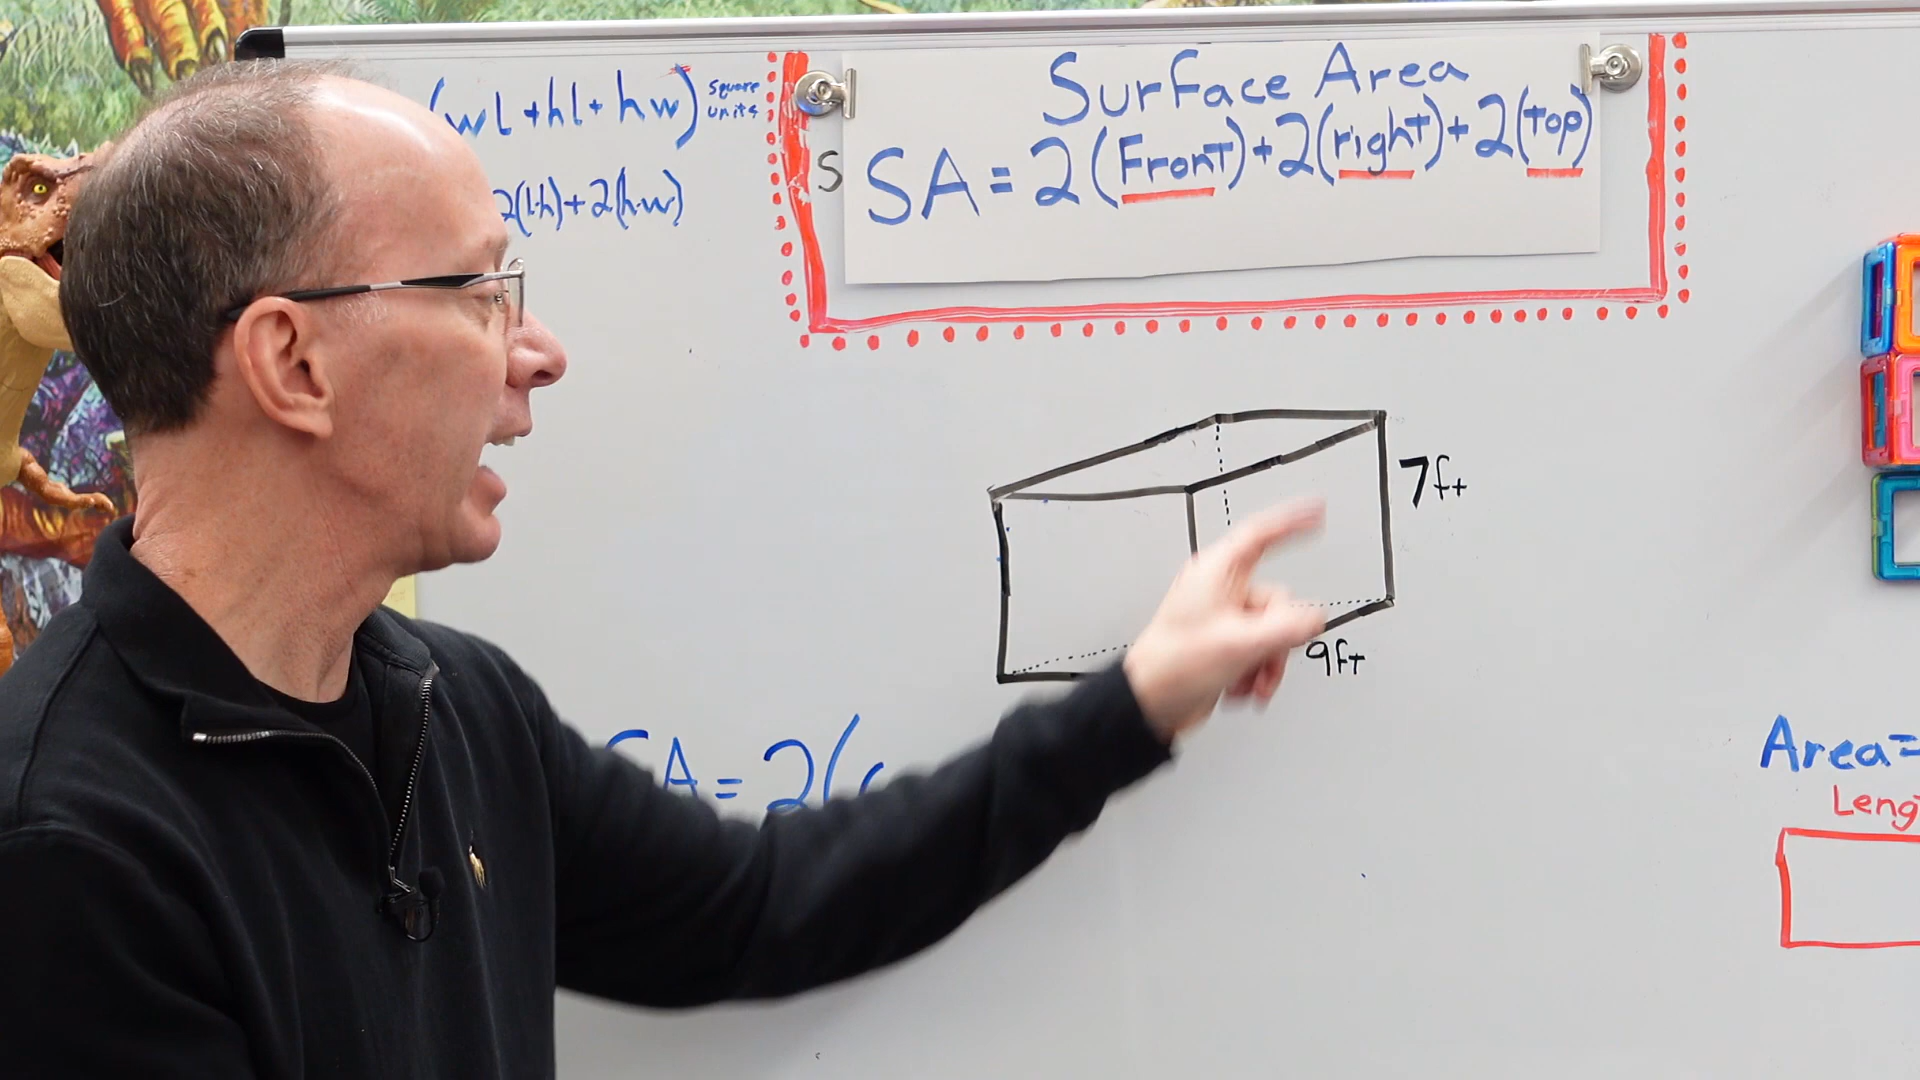 (wl+hl+hw) square units
2(l·h)+2(h·w)
Surface Area
S
SA = 2(Front)+2(right)+2(top)
7ft
9ft
SA = 2(
Area=
Leng